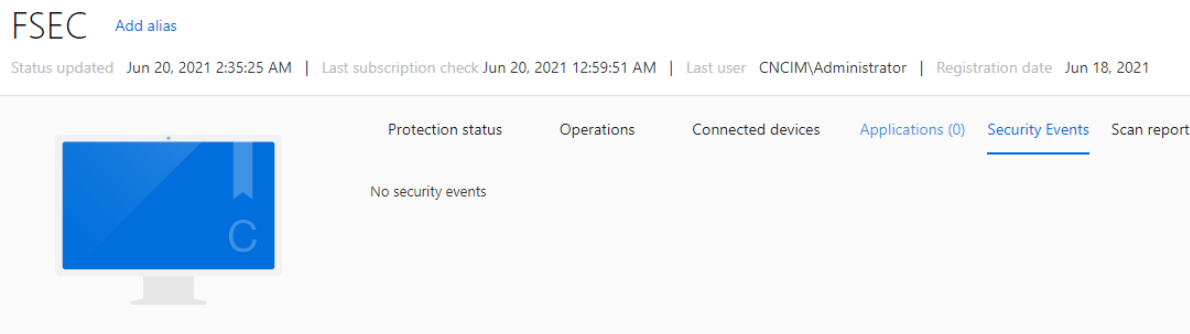 FSEC Add alias
Status updated Jun 20, 2021 2:35:25 AM | Last subscription check Jun 20, 2021 12:59:51 AM | Last user CNCIM\Administrator | Registration date Jun 18, 2021
Protection status Operations Connected devices Applications (0) Security Events Scan report
No security events
C